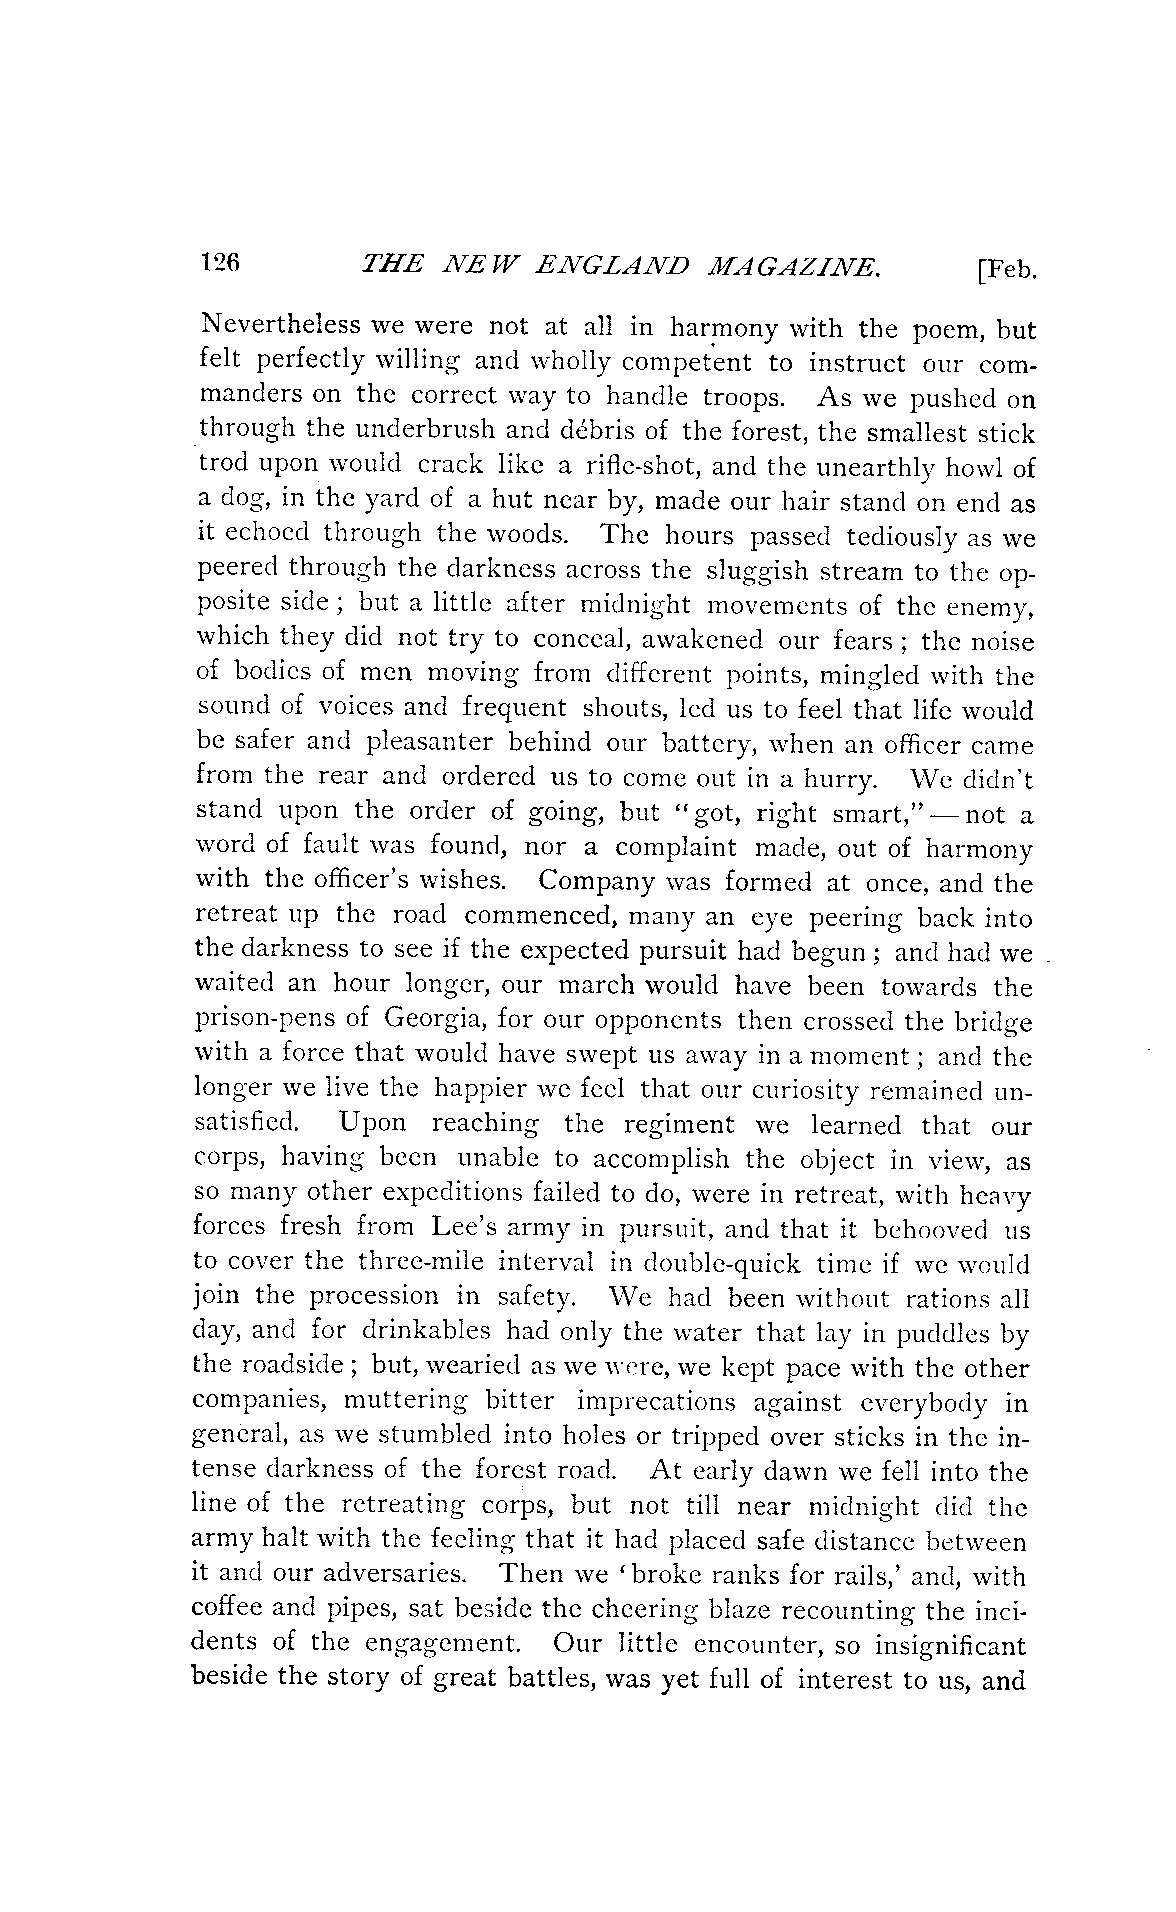 126 THE NEW ENGLAND MAGAZINE. [Feb.
Nevertheless we were not at all in harmony with the poem, but
felt perfectly willing and wholly competent to instruct our com-
manders on the correct way to handle troops. As we pushed on
through the underbrush and débris of the forest, the smallest stick
trod upon would crack like a rifle-shot, and the unearthly howl of
a dog, in the yard of a hut near by, made our hair stand on end as
it echoed through the woods. The hours passed tediously as we
peered through the darkness across the sluggish stream to the op-
posite side ; but a little after midnight movements of the enemy,
which they did not try to conceal, awakened our fears ; the noise
of bodies of men moving from different points, mingled with the
sound of voices and frequent shouts, led us to feel that life would
be safer and pleasanter behind our battery, when an officer came
from the rear and ordered us to come out in a hurry. We didn't
stand upon the order of going, but "got, right smart," — not a
word of fault was found, nor a complaint made, out of harmony
with the officer's wishes. Company was formed at once, and the
retreat up the road commenced, many an eye peering back into
the darkness to see if the expected pursuit had begun ; and had we
waited an hour longer, our march would have been towards the
prison-pens of Georgia, for our opponents then crossed the bridge
with a force that would have swept us away in a moment ; and the
longer we live the happier we feel that our curiosity remained un-
satisfied. Upon reaching the regiment we learned that our
corps, having been unable to accomplish the object in view, as
so many other expeditions failed to do, were in retreat, with heavy
forces fresh from Lee's army in pursuit, and that it behooved us
to cover the three-mile interval in double-quick time if we would
join the procession in safety. We had been without rations all
day, and for drinkables had only the water that lay in puddles by
the roadside ; but, wearied as we were, we kept pace with the other
companies, muttering bitter imprecations against everybody in
general, as we stumbled into holes or tripped over sticks in the in-
tense darkness of the forest road. At early dawn we fell into the
line of the retreating corps, but not till near midnight did the
army halt with the feeling that it had placed safe distance between
it and our adversaries. Then we 'broke ranks for rails,' and, with
coffee and pipes, sat beside the cheering blaze recounting the inci-
dents of the engagement. Our little encounter, so insignificant
beside the story of great battles, was yet full of interest to us, and